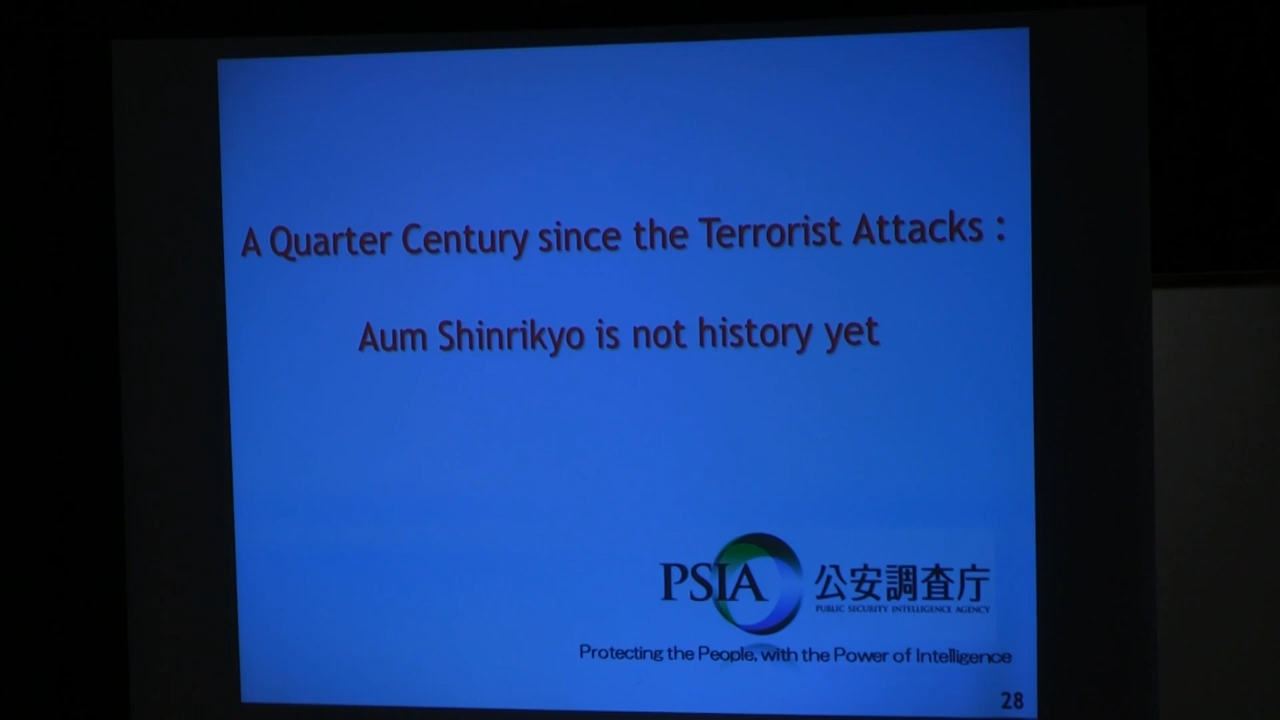 A Quarter Century since the Terrorist Attacks :
Aum Shinrikyo is not history yet
PSIA 公安調査庁
PUBLIC SECURITY INTELLIGENCE AGENCY
Protecting the People, with the Power of Intelligence
28